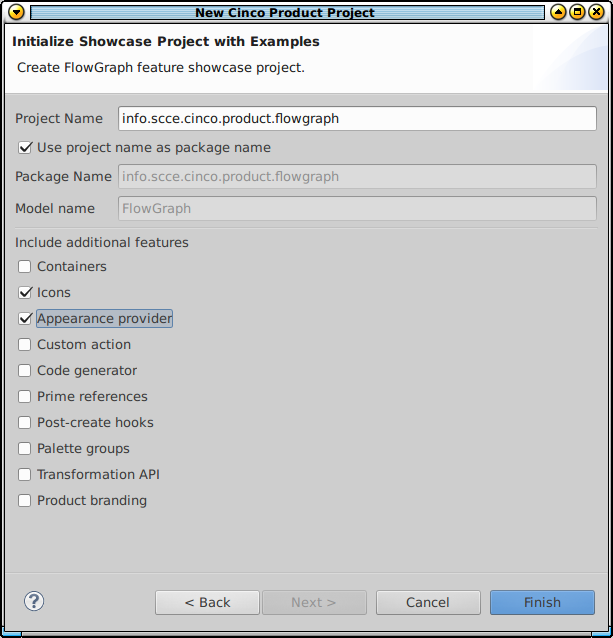 New Cinco Product Project
Initialize Showcase Project with Examples
Create FlowGraph feature showcase project.
Project Name info.scce.cinco.product.flowgraph
Use project name as package name
Package Name info.scce.cinco.product.flowgraph
Model name FlowGraph
Include additional features
Containers
Icons
Appearance provider
Custom action
Code generator
Prime references
Post-create hooks
Palette groups
Transformation API
Product branding
? < Back Next > Cancel Finish